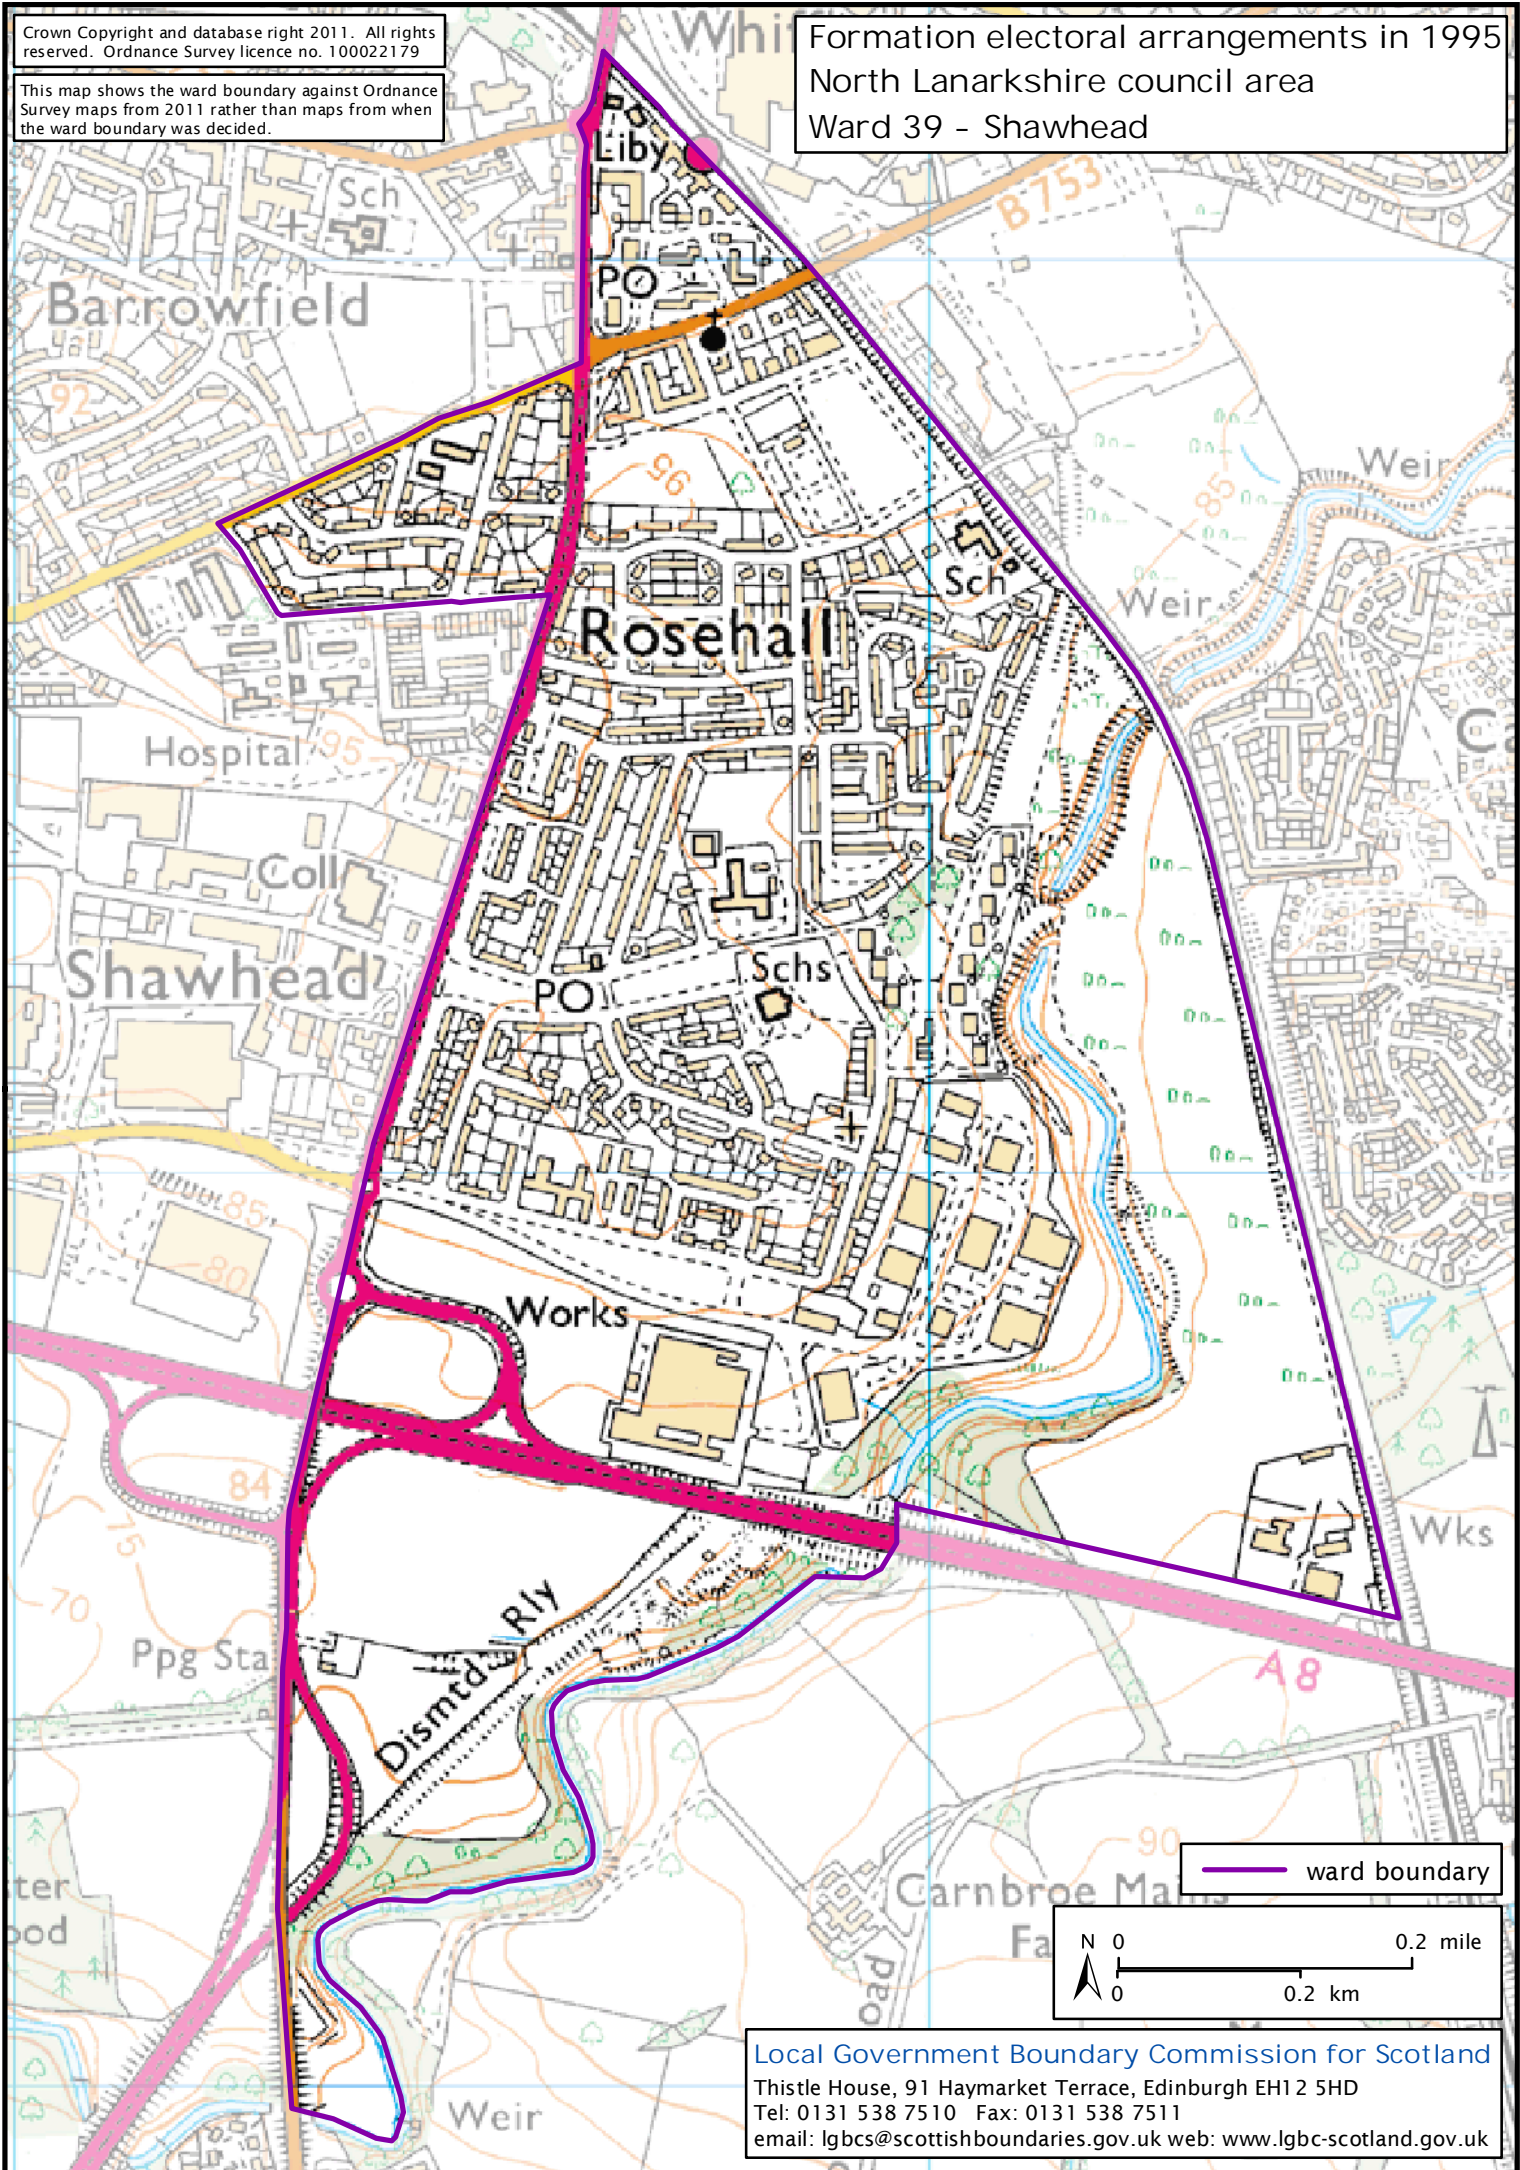 Crown Copyright and database right 2011. All rights
reserved. Ordnance Survey licence no. 100022179
This map shows the ward boundary against Ordnance
Survey maps from 2011 rather than maps from when
the ward boundary was decided.
Formation electoral arrangements in 1995
North Lanarkshire council area
Ward 39 - Shawhead
Liby
Sch
B 753
PO
Barrowfield
92
95
Weir
85
Sch
Weir
Rosehall
Hospital
95
Coll
Shawhead
Schs
PO
85
80
Works
84
75
Wks
70
Rly
Ppg Sta
Dismtd
A 8
90
ward boundary
Carnbroe Mains
Fa
N 0 0.2 mile
0 0.2 km
Weir
Local Government Boundary Commission for Scotland
Thistle House, 91 Haymarket Terrace, Edinburgh EH12 5HD
Tel: 0131 538 7510 Fax: 0131 538 7511
email: lgbcs@scottishboundaries.gov.uk web: www.lgbc-scotland.gov.uk